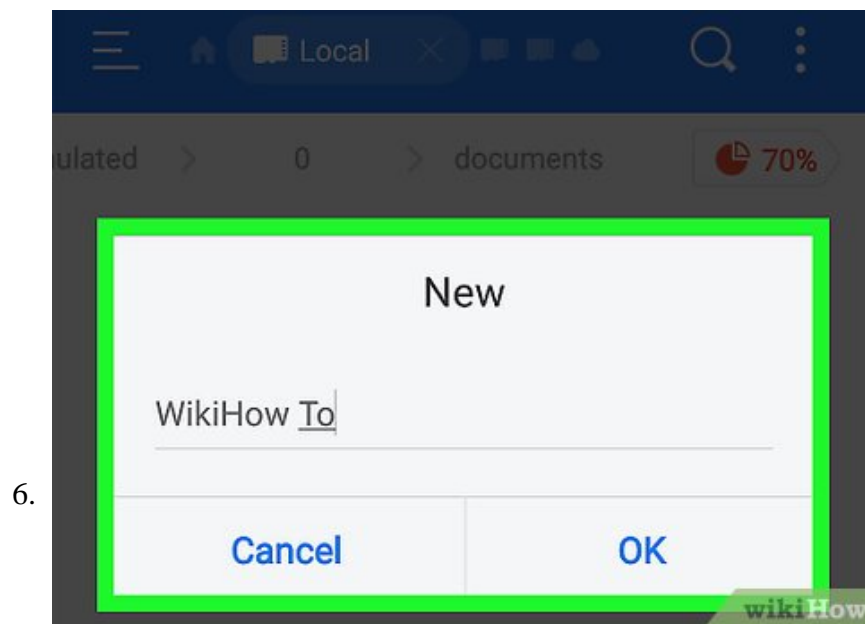 Local
ulated > 0 > documents 70%
New
WikiHow To
6.
Cancel OK
wikiHow